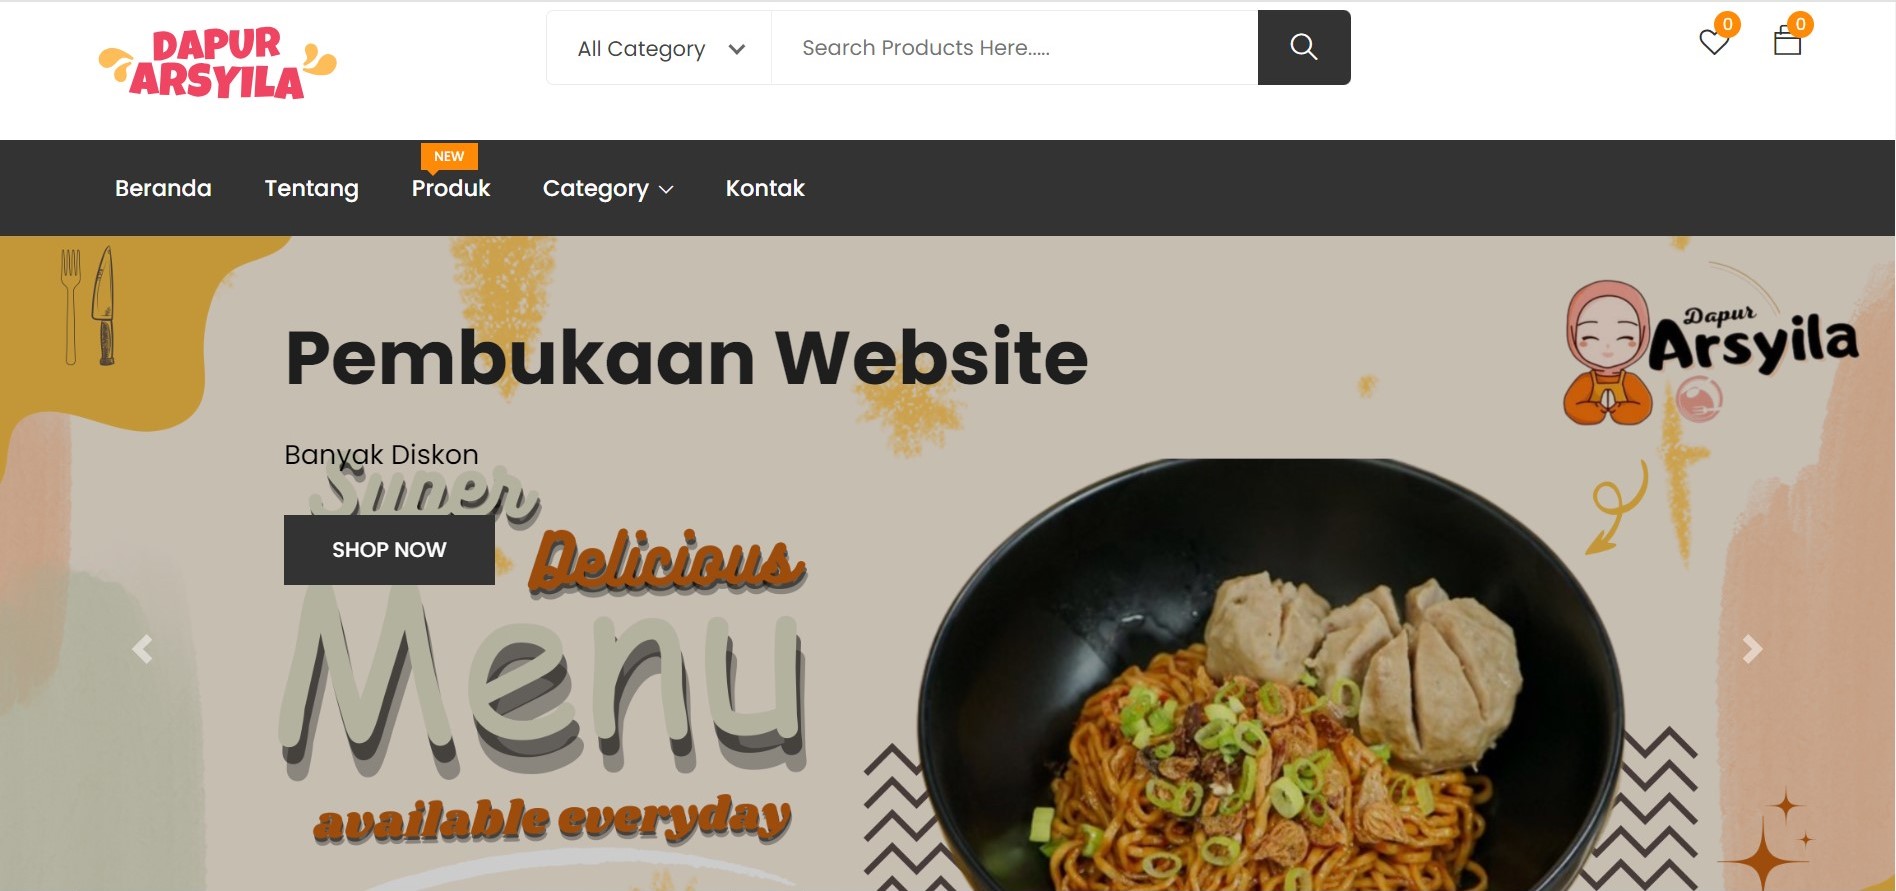 DAPUR
ARSYILA
All Category
Search Products Here.....
0
0
NEW
Beranda
Tentang
Produk
Category
Kontak
Pembukaan Website
Dapur
Arsyila
Banyak Diskon
Super
SHOP NOW
Delicious
Menu
available everyday